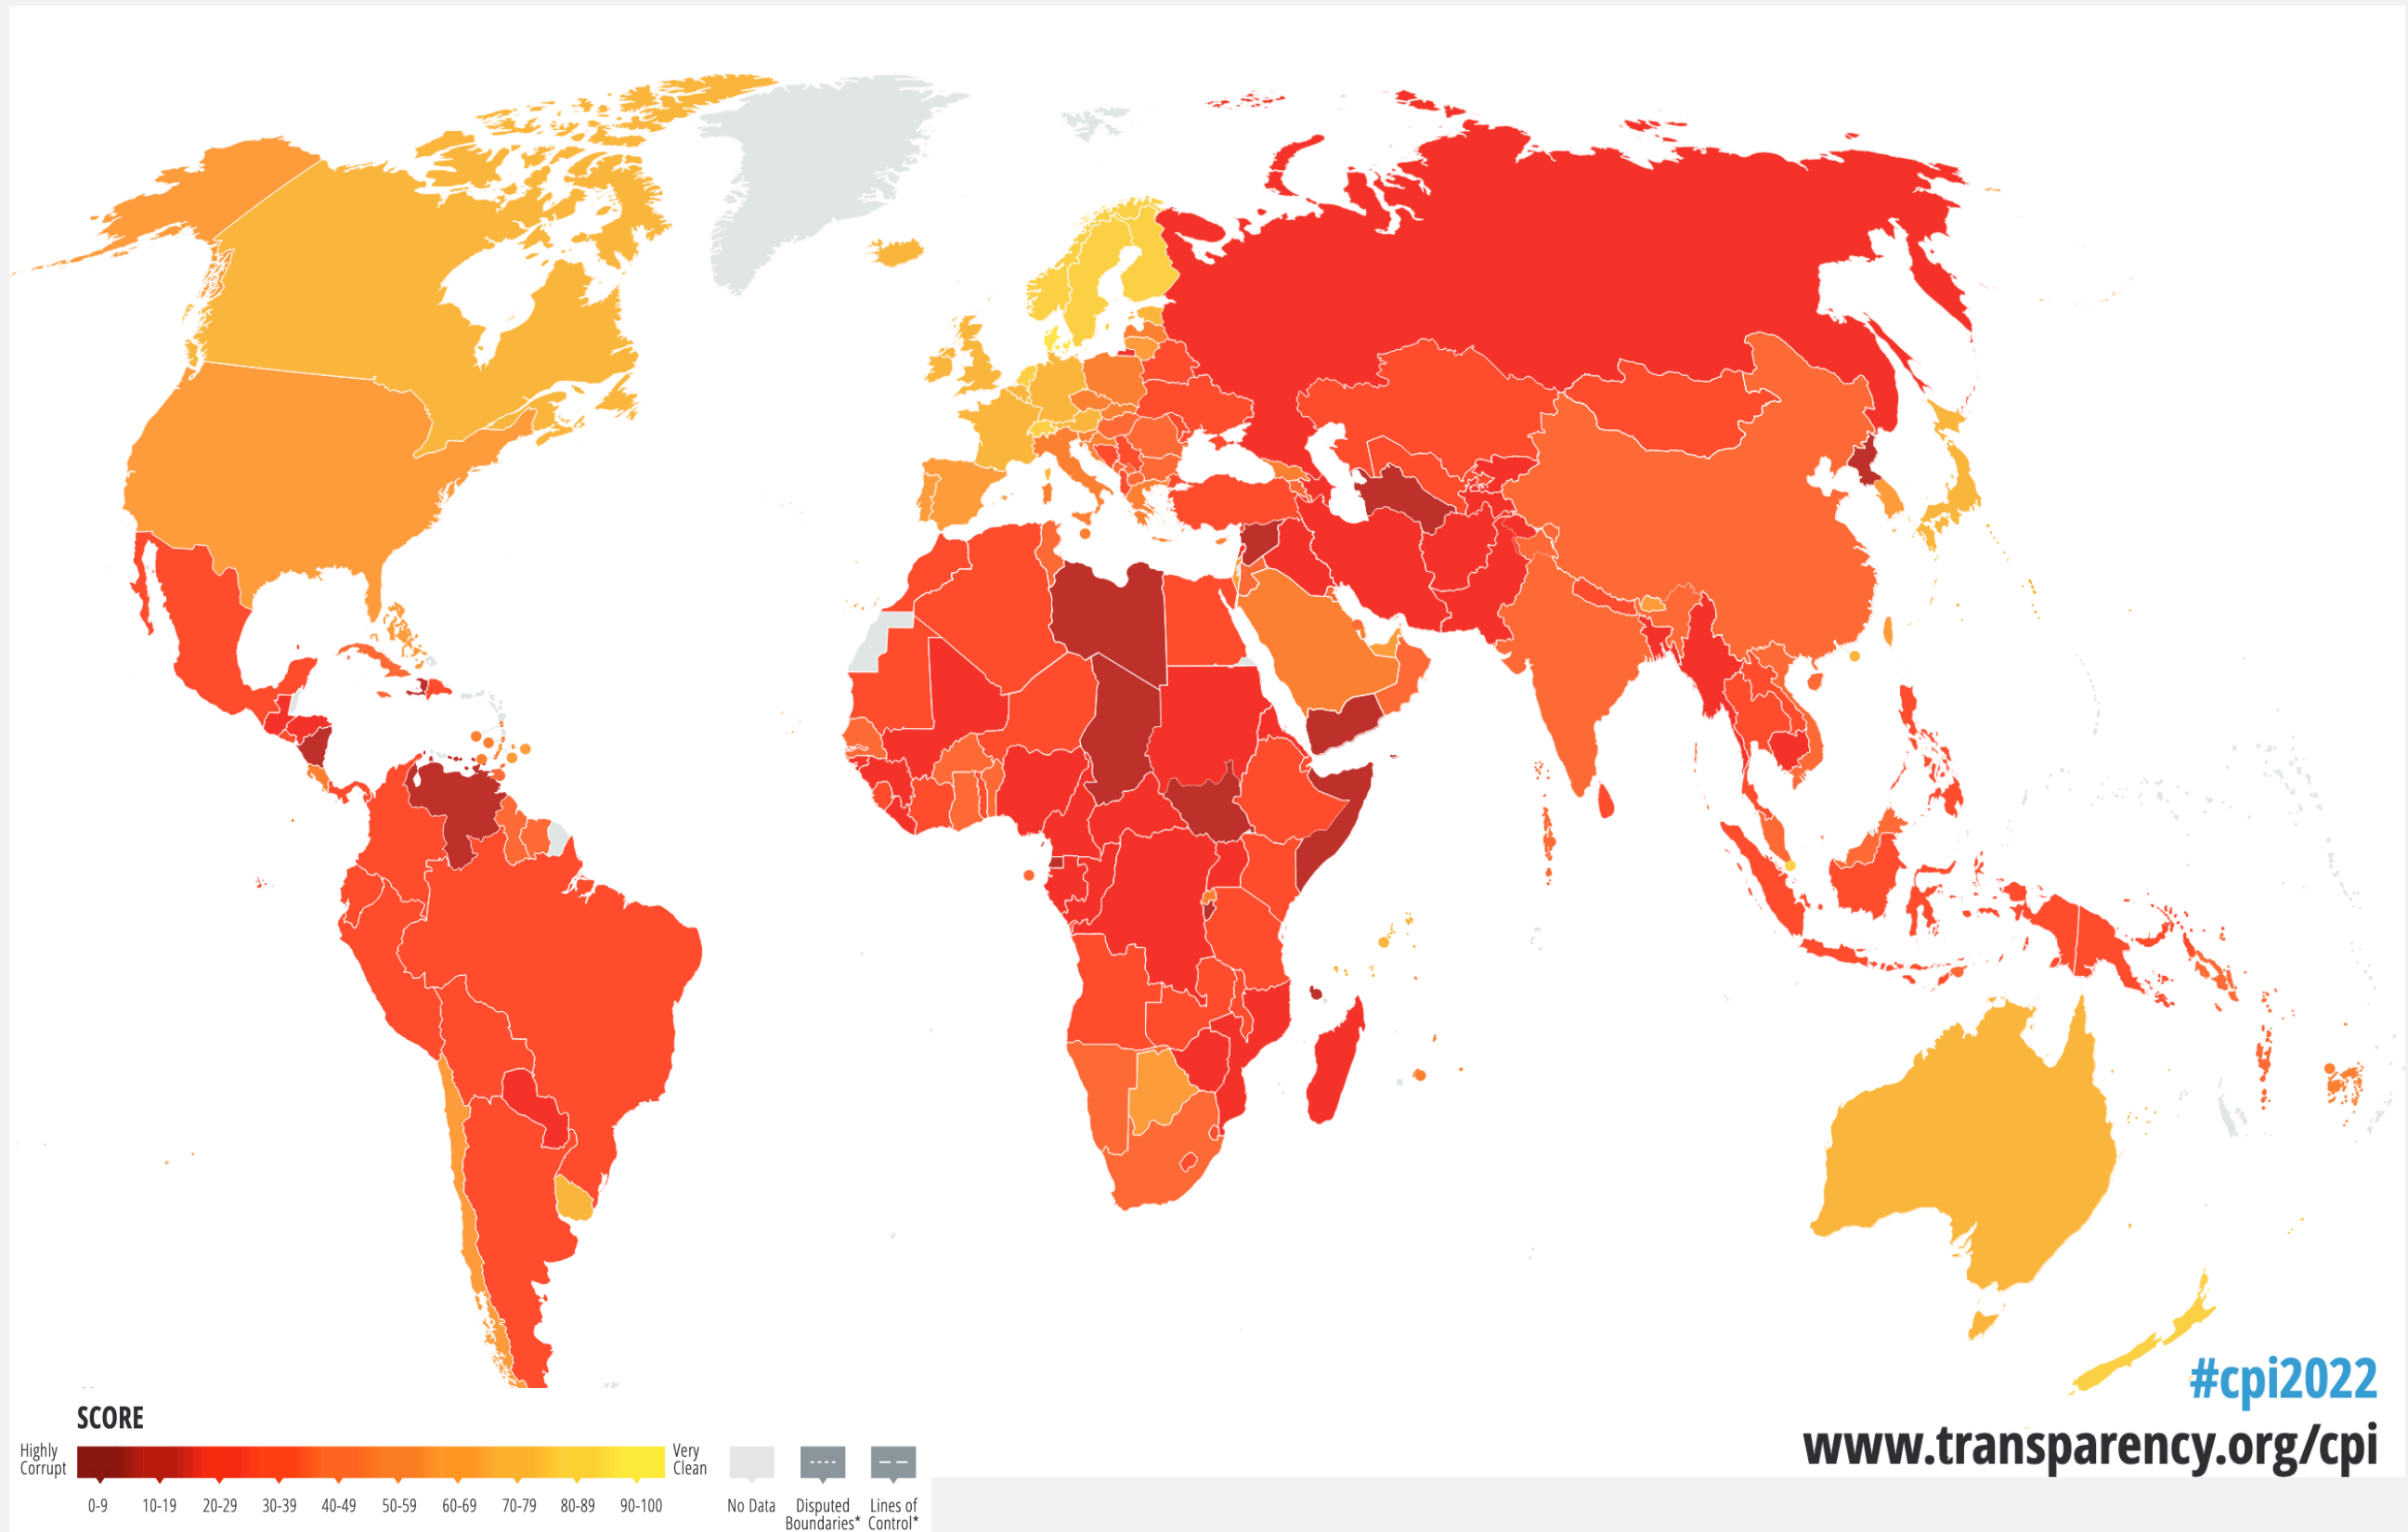 #cpi2022
www.transparency.org/cpi
SCORE
Highly
Corrupt
Very
Clean
0-9
10-19
20-29
30-39
40-49
50-59
60-69
70-79
80-89
90-100
No Data
Disputed
Boundaries*
Lines of
Control*